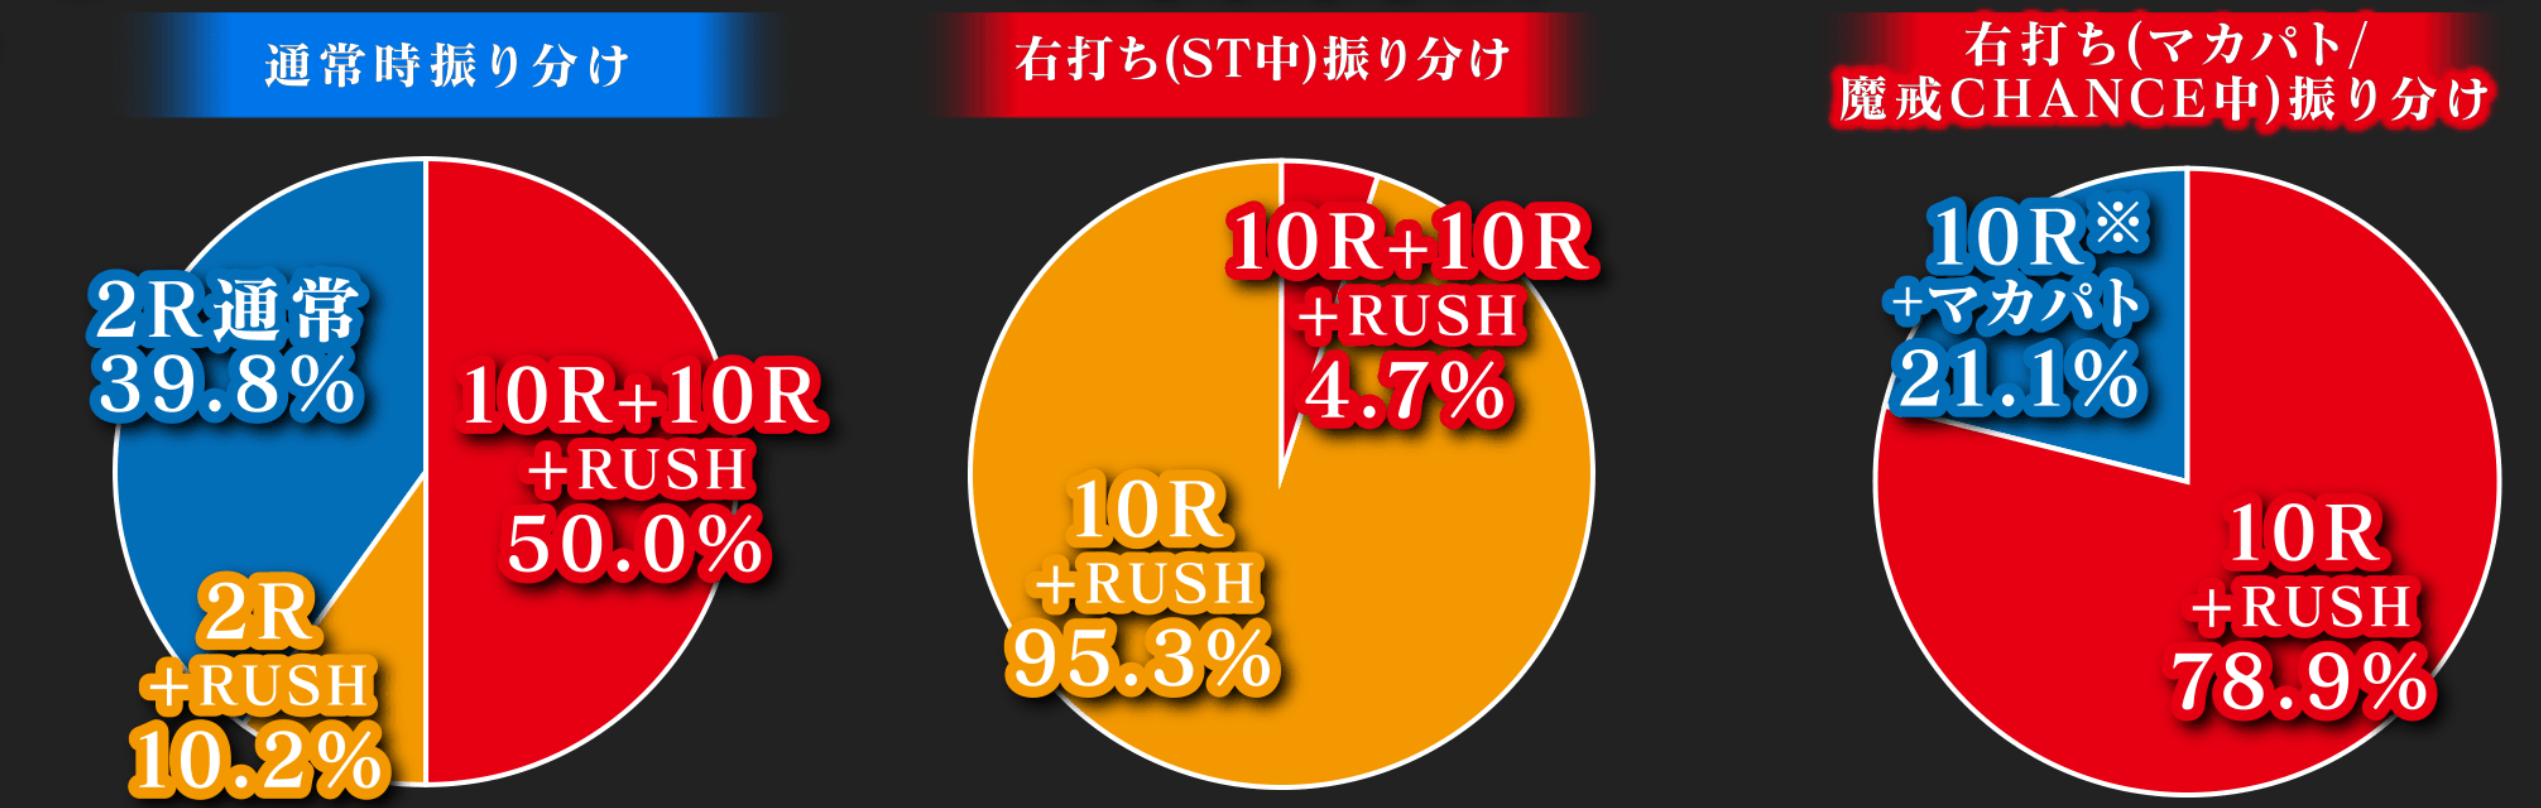 通常時振り分け
2R通常
39.8%
10R+10R
+RUSH
50.0%
2R
+RUSH
10.2%
右打ち(ST中)振り分け
10R+10R
+RUSH
4.7%
10R
+RUSH
95.3%
右打ち(マカパト/
魔戒CHANCE中)振り分け
10R※
+マカパト
21.1%
10R
+RUSH
78.9%